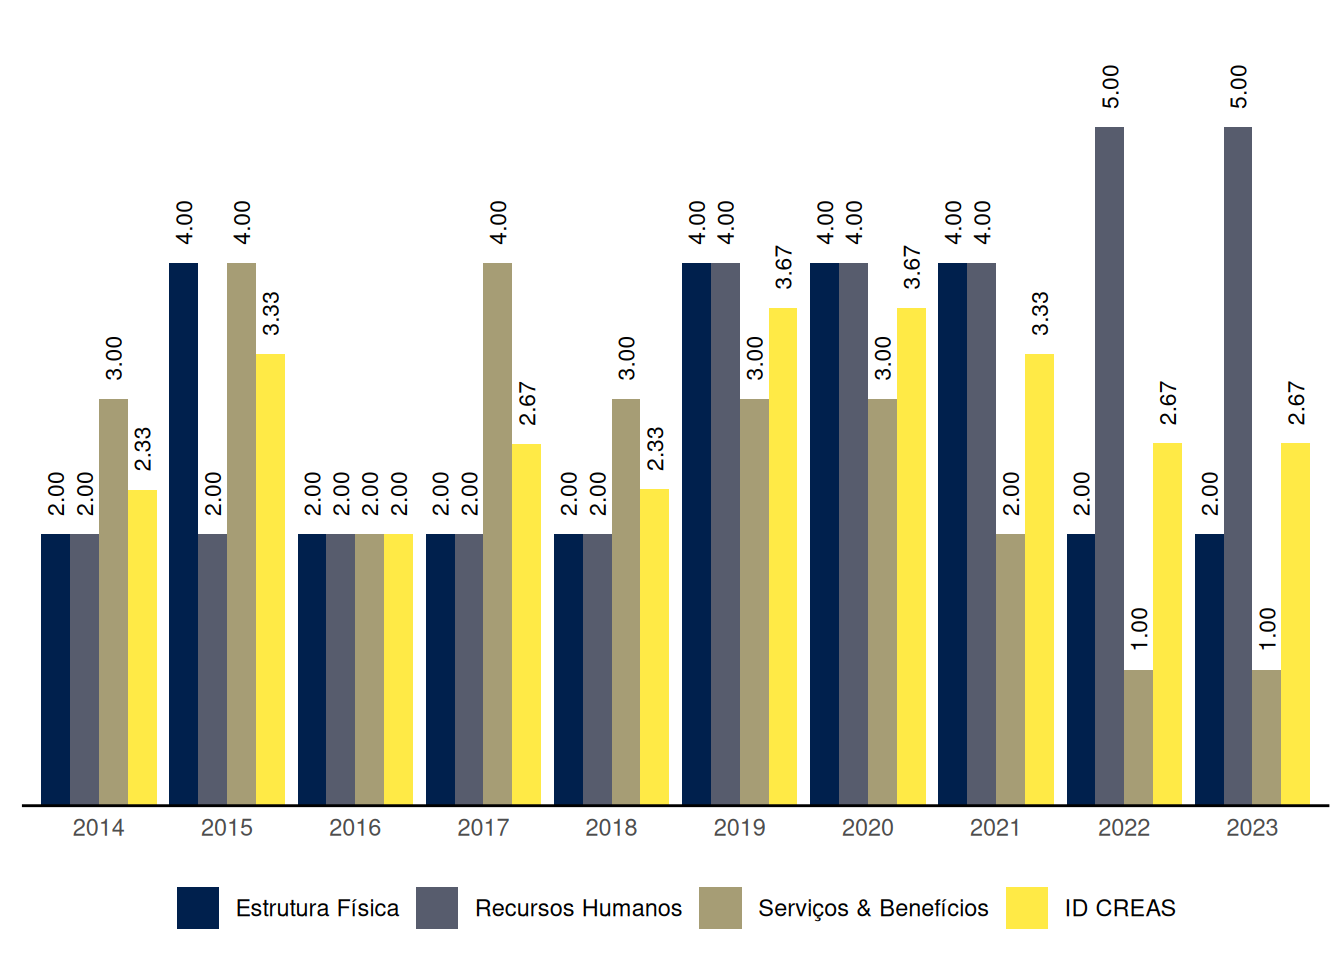 5.00 5.00
4.00 4.00 4.00 4.00 4.00 4.00 4.00 4.00 4.00
3.67 3.67
3.33 3.33
3.00 3.00 3.00 3.00
2.67 2.67 2.67
2.33 2.33
2.00 2.00 2.00 2.00 2.00 2.00 2.00 2.00 2.00 2.00 2.00 2.00 2.00 2.00
1.00 1.00
2014 2015 2016 2017 2018 2019 2020 2021 2022 2023
Estrutura Física Recursos Humanos Serviços & Benefícios ID CREAS